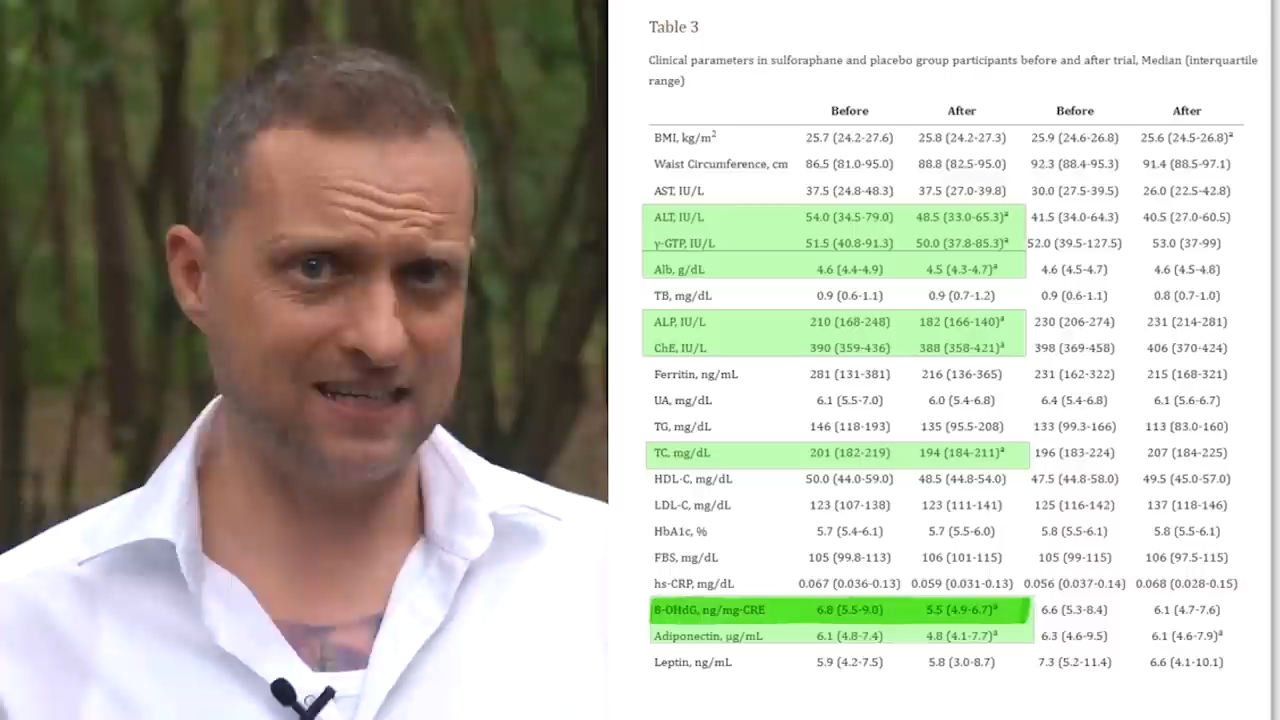 Table 3
Clinical parameters in sulforaphane and placebo group participants before and after trial, Median (interquartile
range)
Before After Before After
BMI, kg/m² 25.7 (24.2-27.6) 25.8 (24.2-27.3) 25.9 (24.6-26.8) 25.6 (24.5-26.8)ª
Waist Circumference, cm 86.5 (81.0-95.0) 88.8 (82.5-95.0) 92.3 (88.4-95.3) 91.4 (88.5-97.1)
AST, IU/L 37.5 (24.8-48.3) 37.5 (27.0-39.8) 30.0 (27.5-39.5) 26.0 (22.5-42.8)
ALT, IU/L 54.0 (34.5-79.0) 48.5 (33.0-65.3)ª 41.5 (34.0-64.3) 40.5 (27.0-60.5)
γ-GTP, IU/L 51.5 (40.8-91.3) 50.0 (37.8-85.3)ª 52.0 (39.5-127.5) 53.0 (37-99)
Alb, g/dL 4.6 (4.4-4.9) 4.5 (4.3-4.7)ª 4.6 (4.5-4.7) 4.6 (4.5-4.8)
TB, mg/dL 0.9 (0.6-1.1) 0.9 (0.7-1.2) 0.9 (0.6-1.1) 0.8 (0.7-1.0)
ALP, IU/L 210 (168-248) 182 (166-140)ª 230 (206-274) 231 (214-281)
ChE, IU/L 390 (359-436) 388 (358-421)ª 398 (369-458) 406 (370-424)
Ferritin, ng/mL 281 (131-381) 216 (136-365) 231 (162-322) 215 (168-321)
UA, mg/dL 6.1 (5.5-7.0) 6.0 (5.4-6.8) 6.4 (5.4-6.8) 6.1 (5.6-6.7)
TG, mg/dL 146 (118-193) 135 (95.5-208) 133 (99.3-166) 113 (83.0-160)
TC, mg/dL 201 (182-219) 194 (184-211)ª 196 (183-224) 207 (184-225)
HDL-C, mg/dL 50.0 (44.0-59.0) 48.5 (44.8-54.0) 47.5 (44.8-58.0) 49.5 (45.0-57.0)
LDL-C, mg/dL 123 (107-138) 123 (111-141) 125 (116-142) 137 (118-146)
HbA1c, % 5.7 (5.4-6.1) 5.7 (5.5-6.0) 5.8 (5.5-6.1) 5.8 (5.5-6.1)
FBS, mg/dL 105 (99.8-113) 106 (101-115) 105 (99-115) 106 (97.5-115)
hs-CRP, mg/dL 0.067 (0.036-0.13) 0.059 (0.031-0.13) 0.056 (0.037-0.14) 0.068 (0.028-0.15)
8-OHdG, ng/mg-CRE 6.8 (5.5-9.0) 5.5 (4.9-6.7)ª 6.6 (5.3-8.4) 6.1 (4.7-7.6)
Adiponectin, μg/mL 6.1 (4.8-7.4) 4.8 (4.1-7.7)ª 6.3 (4.6-9.5) 6.1 (4.6-7.9)ª
Leptin, ng/mL 5.9 (4.2-7.5) 5.8 (3.0-8.7) 7.3 (5.2-11.4) 6.6 (4.1-10.1)